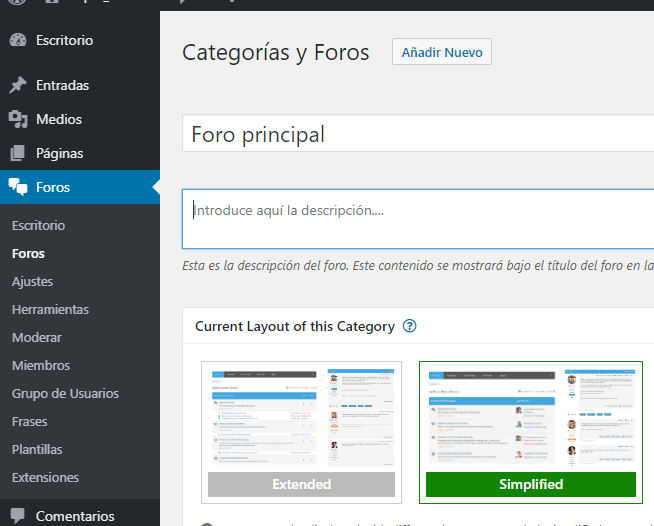 Escritorio
Entradas
Medios
Páginas
Foros
Escritorio
Foros
Ajustes
Herramientas
Moderar
Miembros
Grupo de Usuarios
Frases
Plantillas
Extensiones
Comentarios
Categorías y Foros
Añadir Nuevo
Foro principal
Introduce aquí la descripción....
Esta es la descripción del foro. Este contenido se mostrará bajo el título del foro en la
Current Layout of this Category
Extended
Simplified